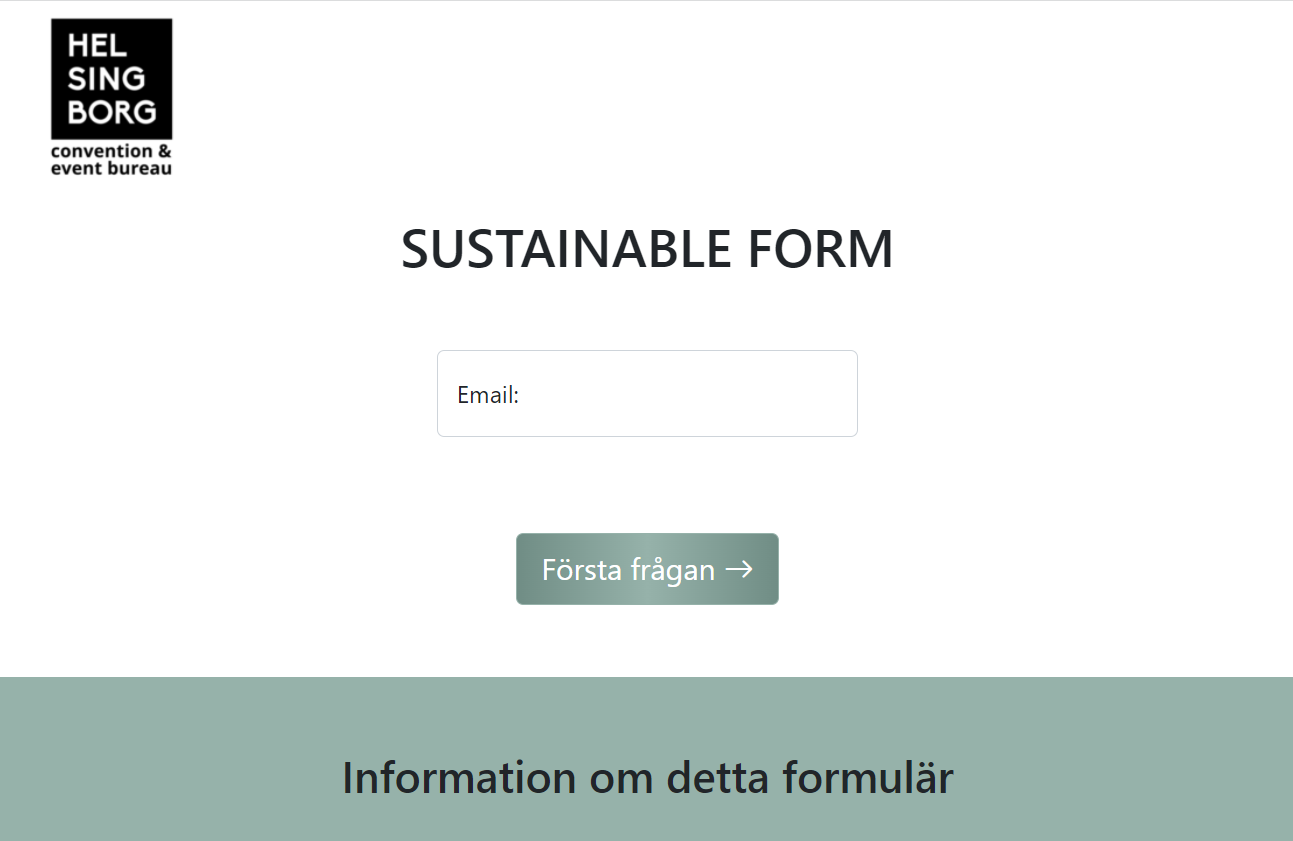 HEL
SING
BORG
convention &
event bureau
SUSTAINABLE FORM
Email:
Första frågan →
Information om detta formulär